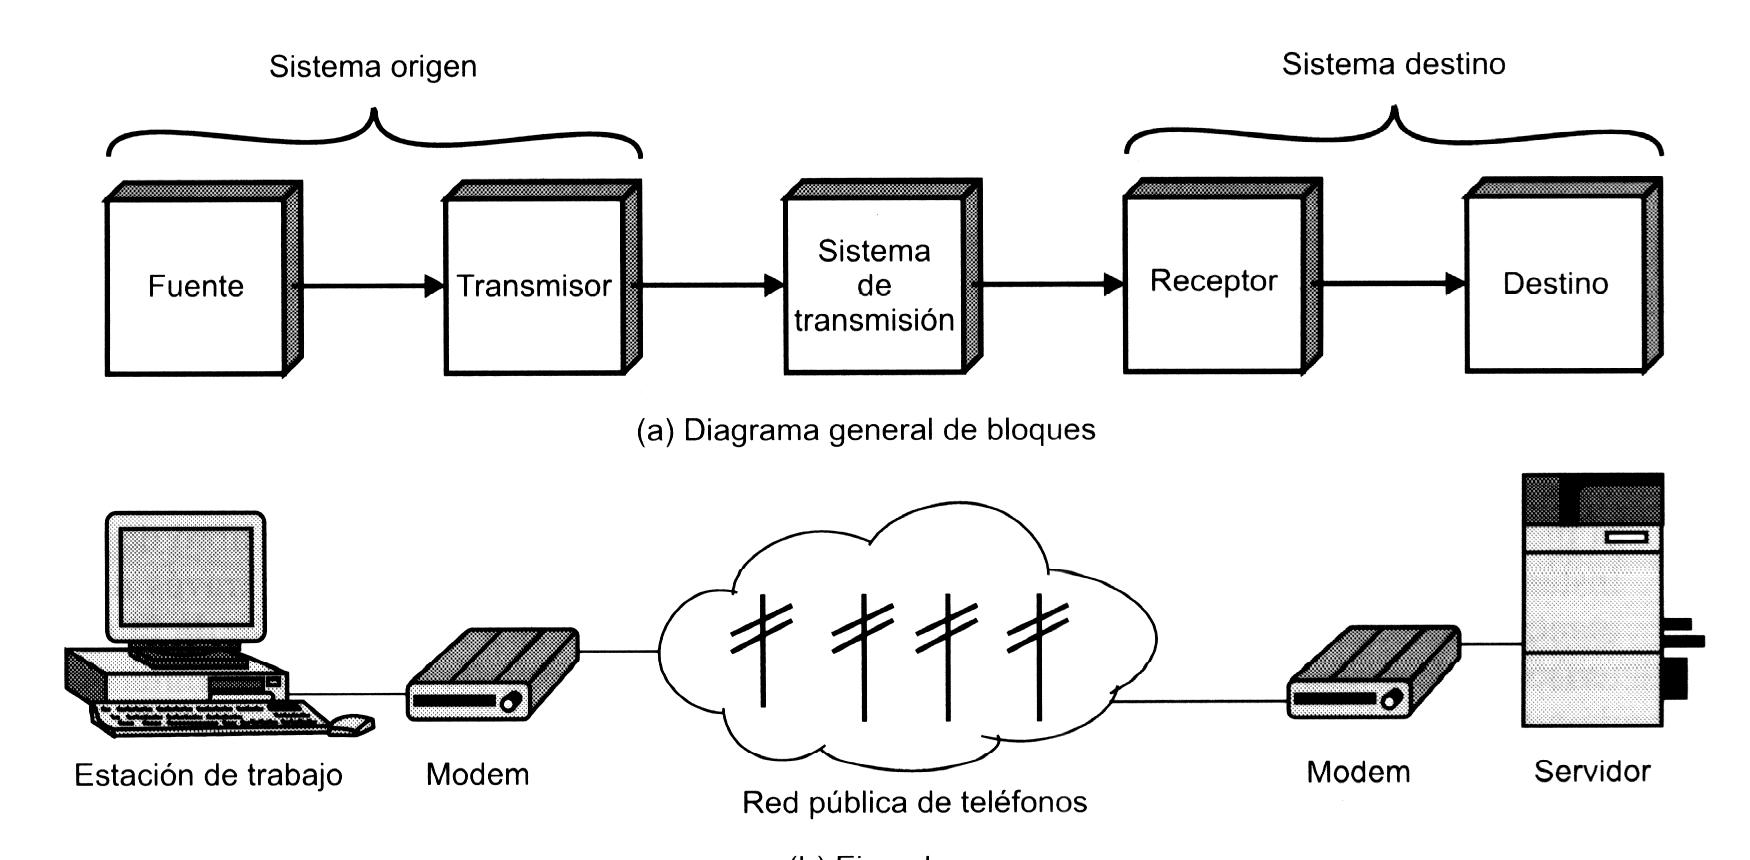 Sistema origen
Sistema destino
Fuente
Transmisor
Sistema
de
transmisión
Receptor
Destino
(a) Diagrama general de bloques
Estación de trabajo
Modem
Red pública de teléfonos
Modem
Servidor